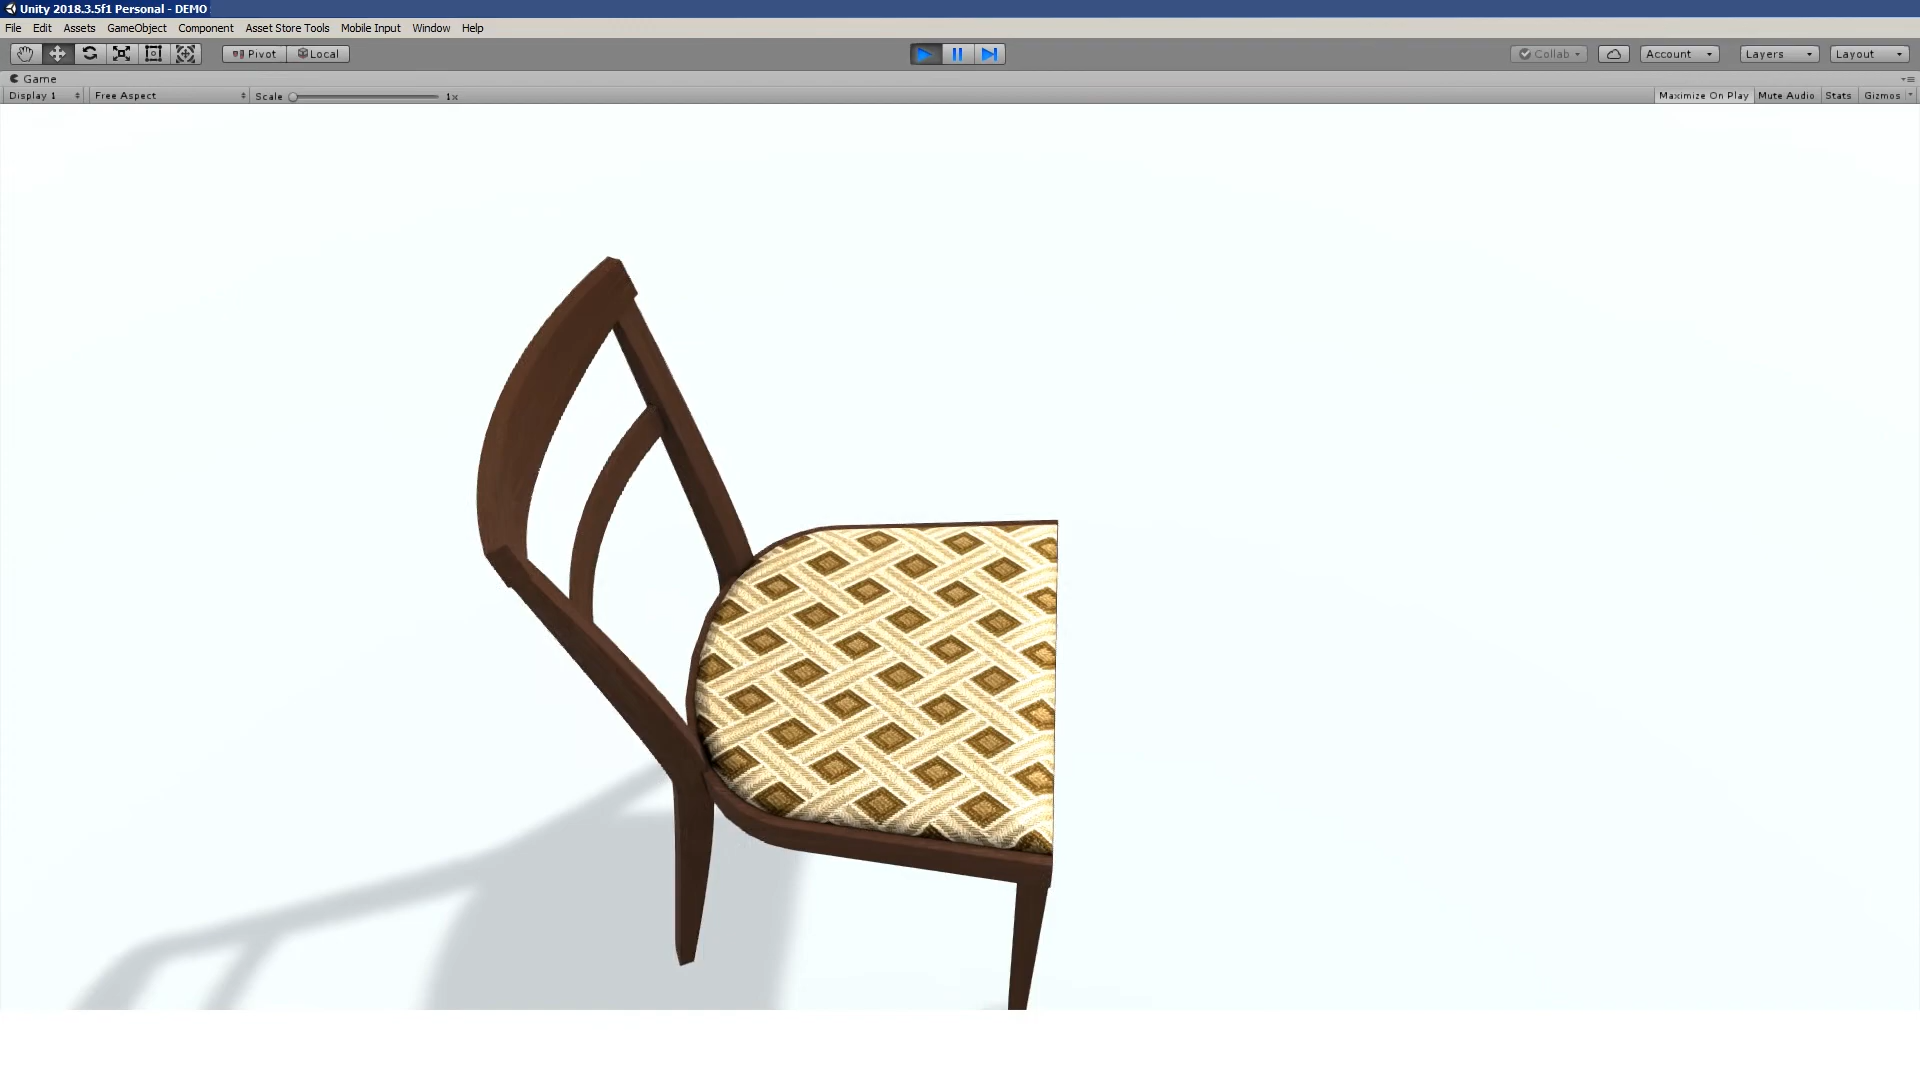 Unity 2018.3.5f1 Personal - DEMO
File Edit Assets GameObject Component Asset Store Tools Mobile Input Window Help
Pivot Local Collab Account Layers Layout
Game
Display 1 Free Aspect Scale 1x Maximize On Play Mute Audio Stats Gizmos